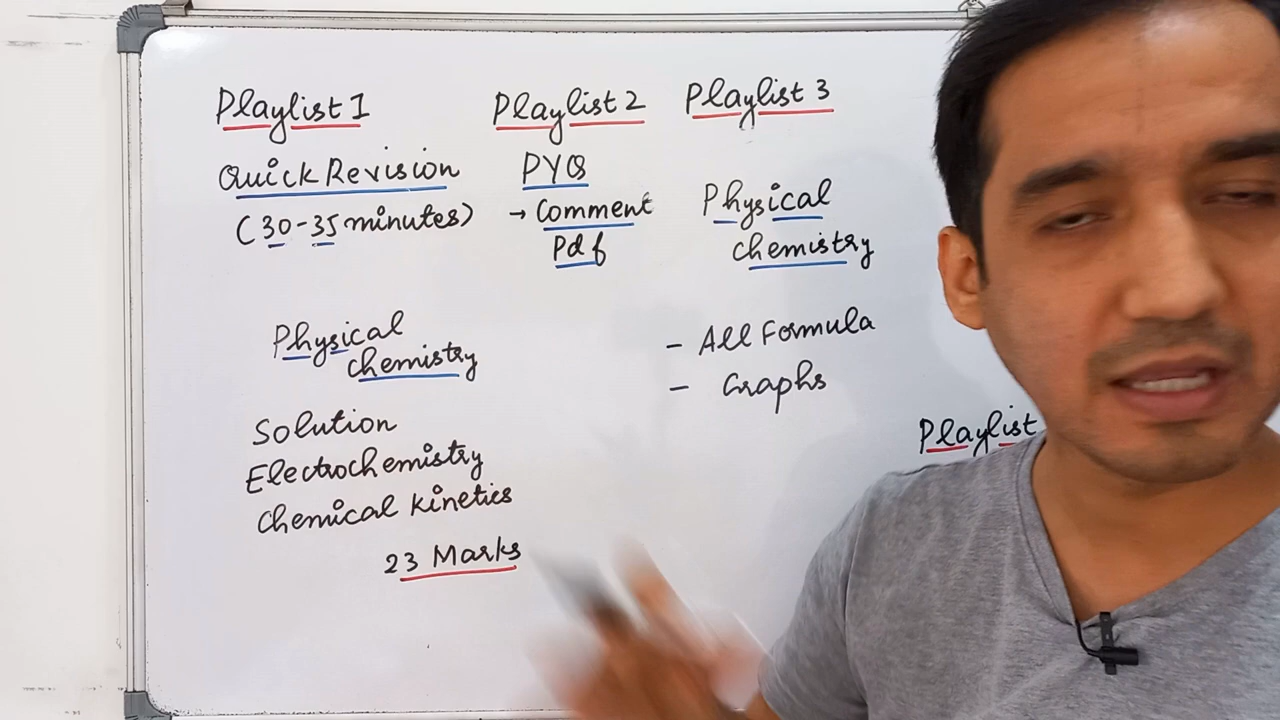 Playlist 1
Quick Revision
(30-35 minutes)
Physical
chemistry
Solution
Electrochemistry
Chemical kinetics
23 Marks
Playlist 2
PYQ
→ Comment
Pdf
Playlist 3
Physical
chemistry
- All Formula
- Graphs
Playlist